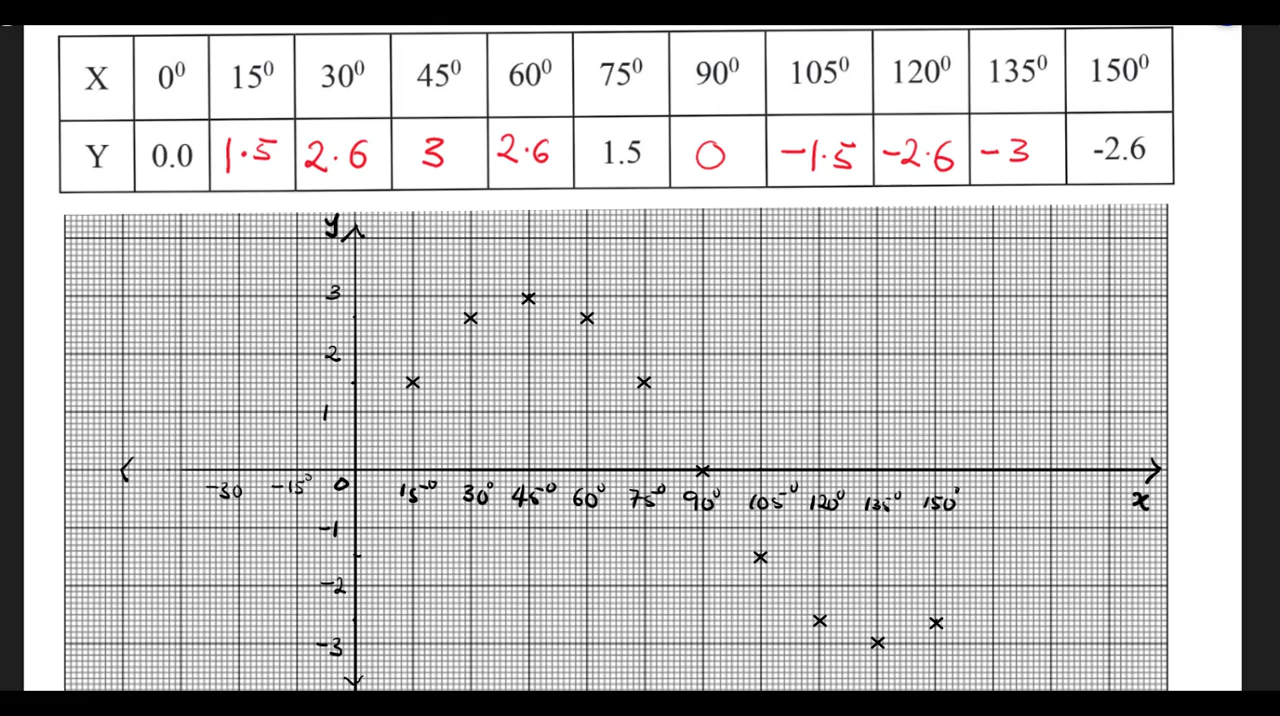 X 0⁰ 15⁰ 30⁰ 45⁰ 60⁰ 75⁰ 90⁰ 105⁰ 120⁰ 135⁰ 150⁰
Y 0.0 1.5 2.6 3 2.6 1.5 0 -1.5 -2.6 -3 -2.6
y
3
2
1
-30 -15⁰ 0 15⁰ 30⁰ 45⁰ 60⁰ 75⁰ 90⁰ 105⁰ 120⁰ 135⁰ 150⁰ x
-1
-2
-3